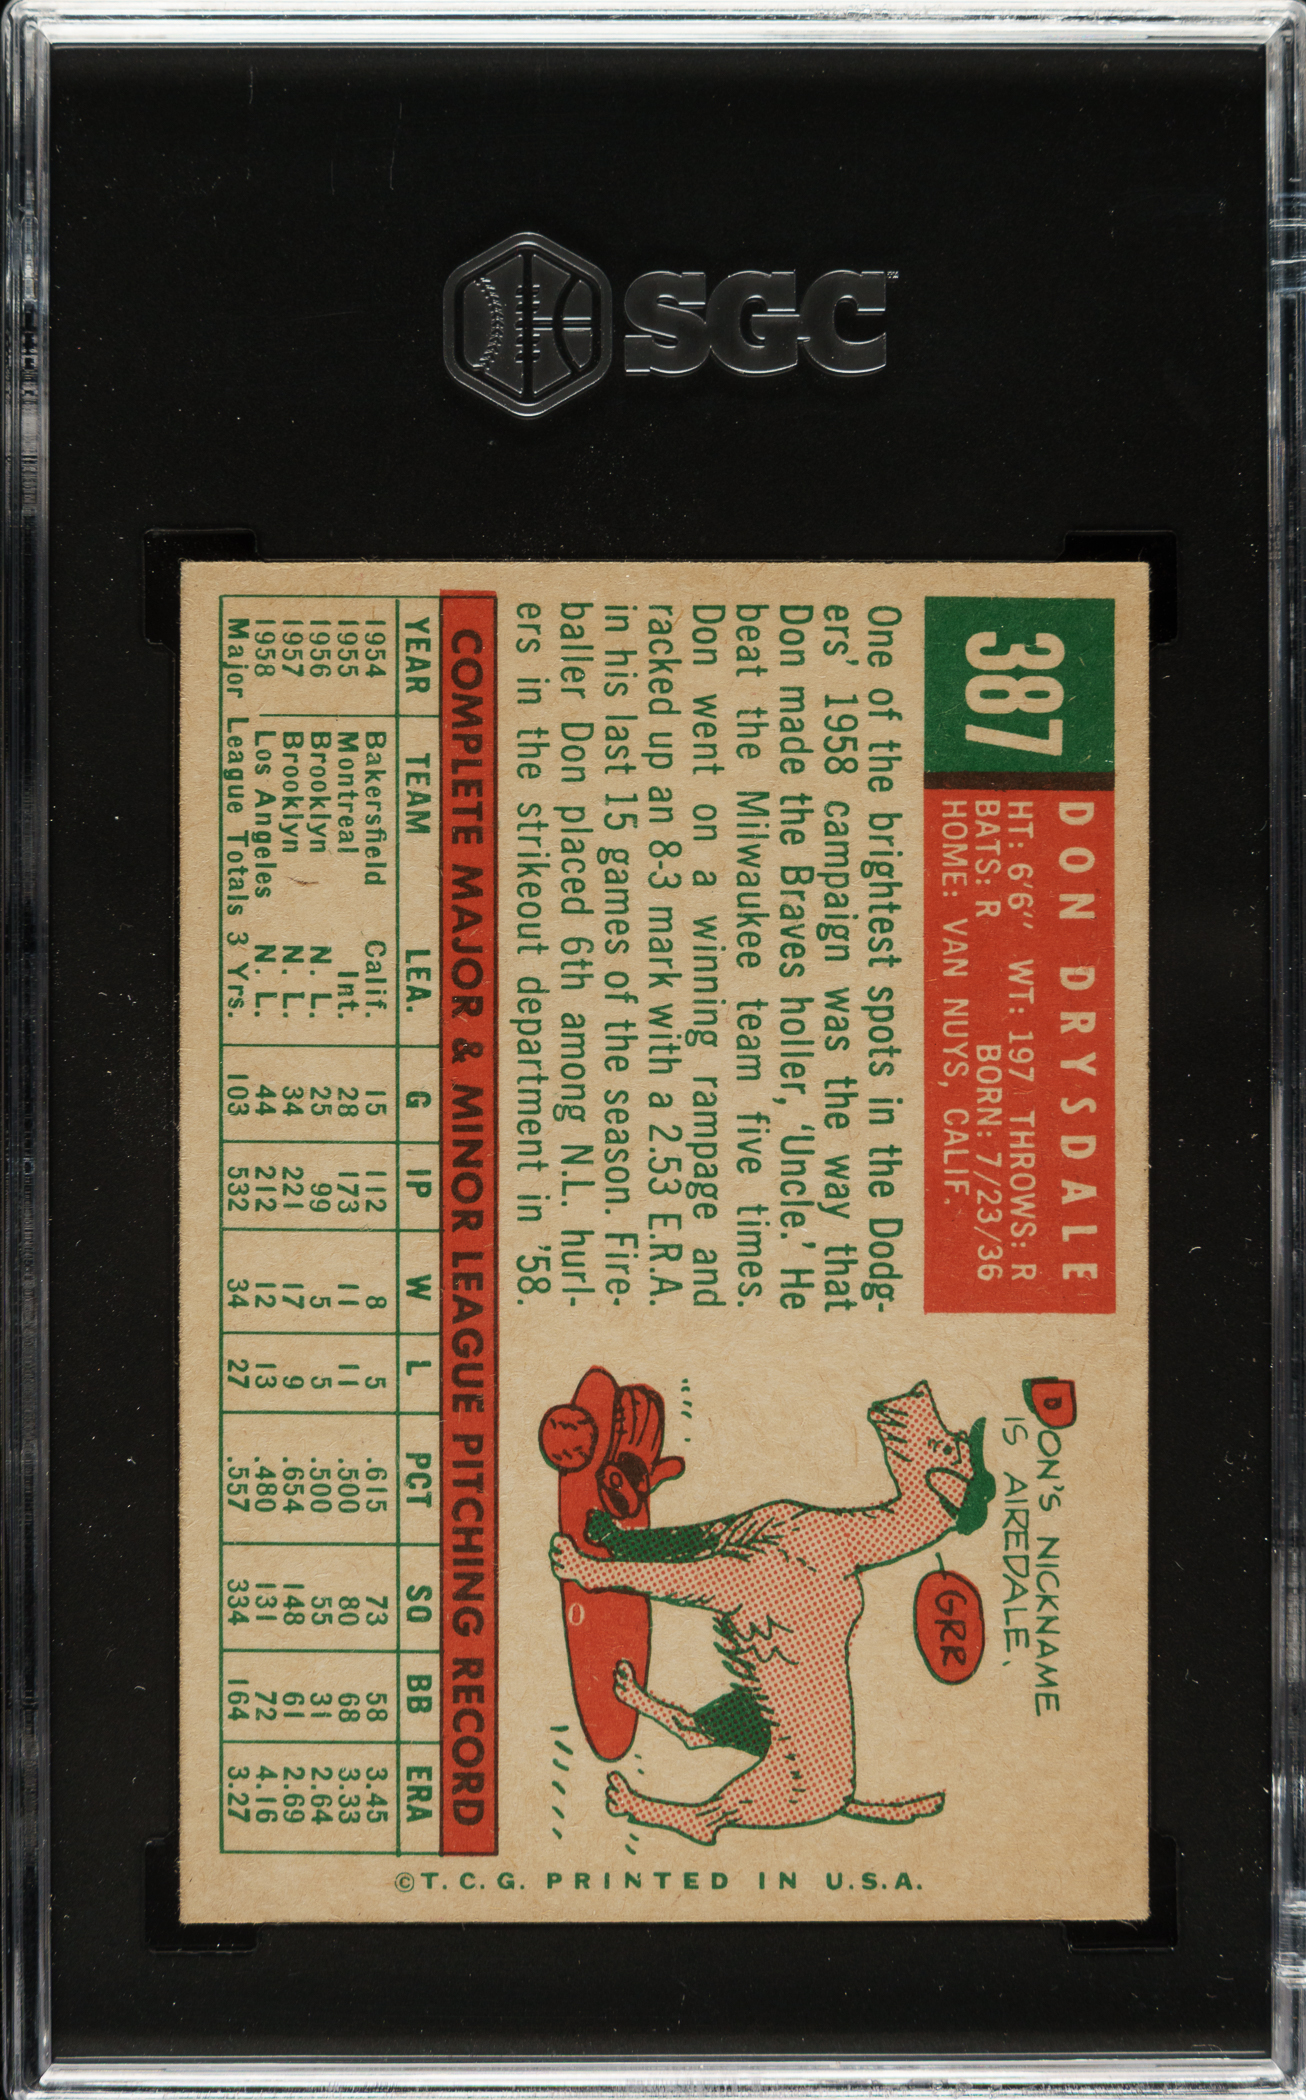 SGC
387
DON DRYSDALE
HT: 6'6" WT: 197 THROWS: R
BATS: R BORN: 7/23/36
HOME: VAN NUYS, CALIF.
One of the brightest spots in the Dodg-
ers' 1958 campaign was the way that
Don made the Braves holler, 'Uncle.' He
beat the Milwaukee team five times.
Don went on a winning rampage and
racked up an 8-3 mark with a 2.53 E.R.A.
in his last 15 games of the season. Fire-
baller Don placed 6th among N.L. hurl-
ers in the strikeout department in '58.
DON'S NICKNAME
IS AIREDALE.
GRR
COMPLETE MAJOR & MINOR LEAGUE PITCHING RECORD
YEAR TEAM LEA. G IP W L PCT SO BB ERA
1954 Bakersfield Calif. 15 112 8 5 .615 73 58 3.45
1955 Montreal Int. 28 173 11 11 .500 80 68 3.33
1956 Brooklyn N. L. 25 99 5 5 .500 55 31 2.64
1957 Brooklyn N. L. 34 221 17 9 .654 148 61 2.69
1958 Los Angeles N. L. 44 212 12 13 .480 131 72 4.16
Major League Totals 3 Yrs. 103 532 34 27 .557 334 164 3.27
©T.C.G. PRINTED IN U.S.A.